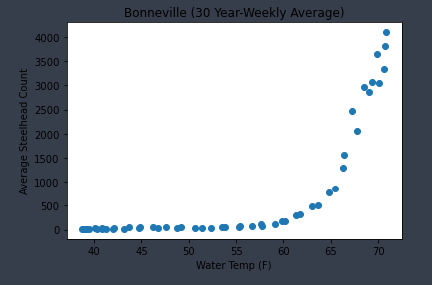 Bonneville (30 Year-Weekly Average)
Average Steelhead Count
4000
3500
3000
2500
2000
1500
1000
500
0
40 45 50 55 60 65 70
Water Temp (F)